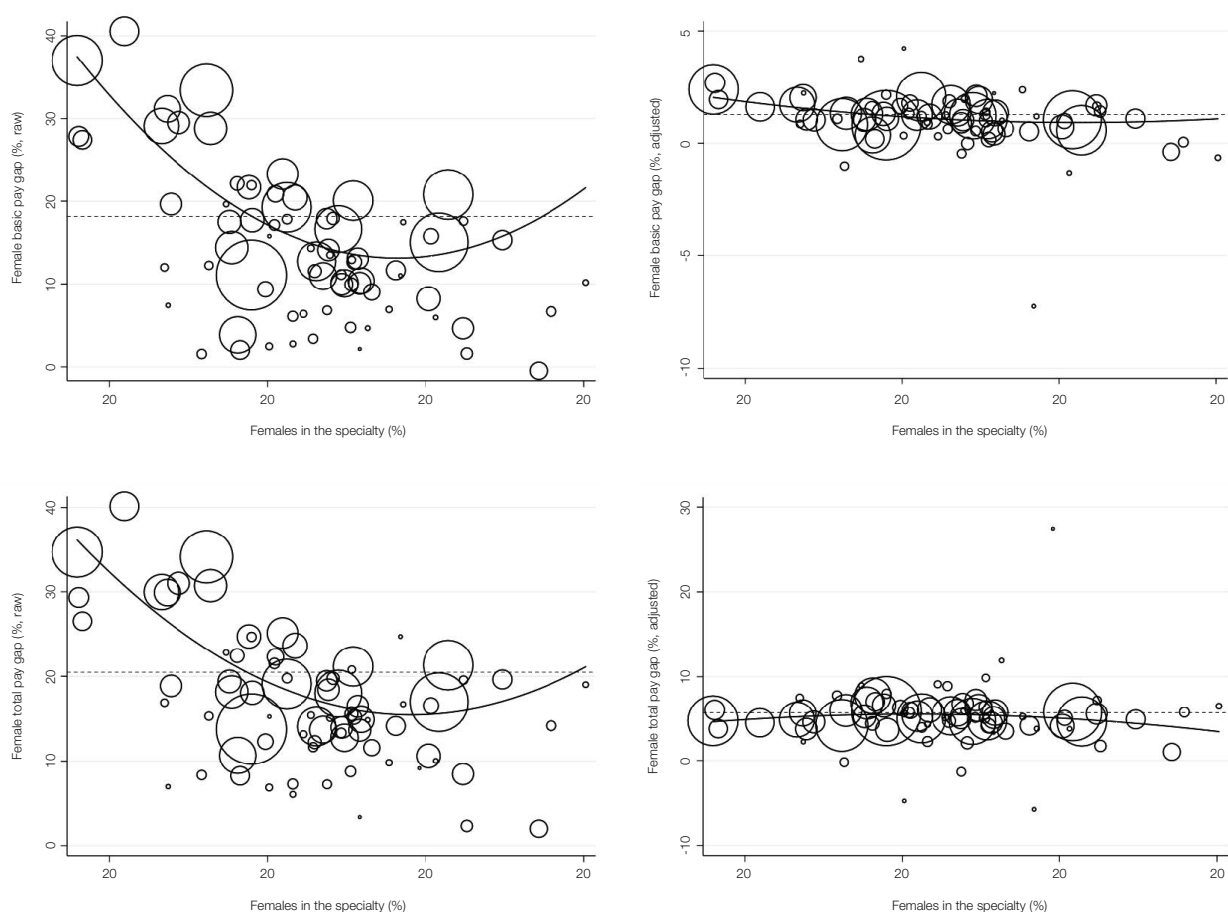 Female basic pay gap (%, raw)
40
30
20
10
0
20 20 20 20
Females in the specialty (%)
Female basic pay gap (%, adjusted)
5
0
-5
-10
20 20 20 20
Females in the specialty (%)
Female total pay gap (%, raw)
40
30
20
10
0
20 20 20 20
Females in the specialty (%)
Female total pay gap (%, adjusted)
30
20
10
0
-10
20 20 20 20
Females in the specialty (%)